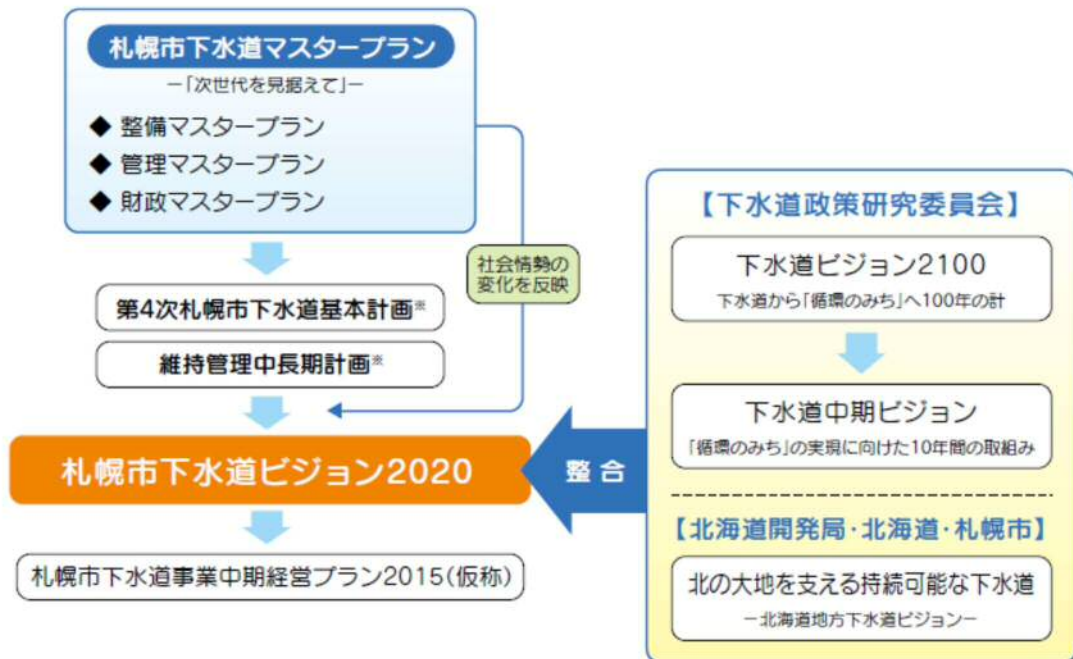 札幌市下水道マスタープラン
－「次世代を見据えて」－
◆ 整備マスタープラン
◆ 管理マスタープラン
◆ 財政マスタープラン
社会情勢の
変化を反映
第4次札幌市下水道基本計画※
維持管理中長期計画※
札幌市下水道ビジョン2020
札幌市下水道事業中期経営プラン2015(仮称)
整合
【下水道政策研究委員会】
下水道ビジョン2100
下水道から「循環のみち」へ100年の計
下水道中期ビジョン
「循環のみち」の実現に向けた10年間の取組み
【北海道開発局・北海道・札幌市】
北の大地を支える持続可能な下水道
－北海道地方下水道ビジョン－